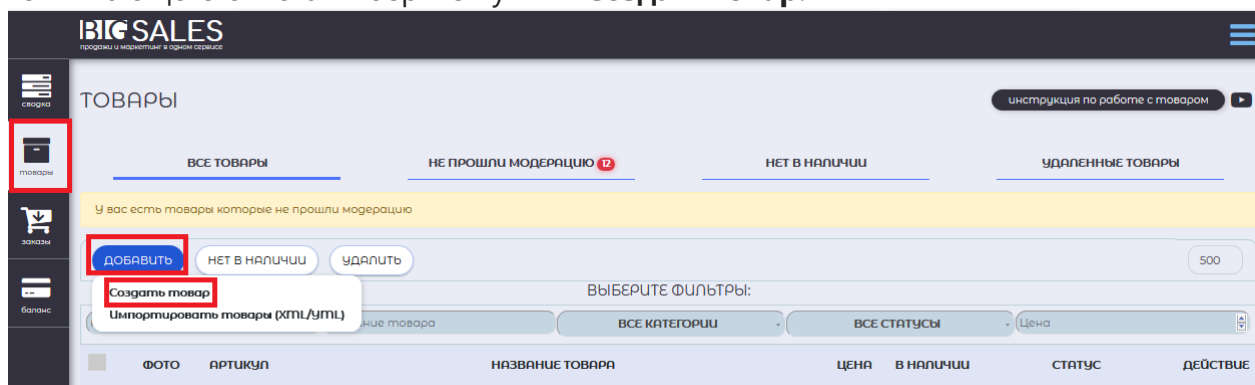 BIG SALES
продажи и маркетинг в одном сервисе
сводка
ТОВАРЫ
инструкция по работе с товаром
товары
ВСЕ ТОВАРЫ
НЕ ПРОШЛИ МОДЕРАЦИЮ 12
НЕТ В НАЛИЧИИ
УДАЛЕННЫЕ ТОВАРЫ
У вас есть товары которые не прошли модерацию
заказы
ДОБАВИТЬ
НЕТ В НАЛИЧИИ
УДАЛИТЬ
500
Создать товар
Импортировать товары (XML/YML)
ВЫБЕРИТЕ ФИЛЬТРЫ:
баланс
товара
ВСЕ КАТЕГОРИИ
ВСЕ СТАТУСЫ
Цена
ФОТО
АРТИКУЛ
НАЗВАНИЕ ТОВАРА
ЦЕНА
В НАЛИЧИИ
СТАТУС
ДЕЙСТВИЕ